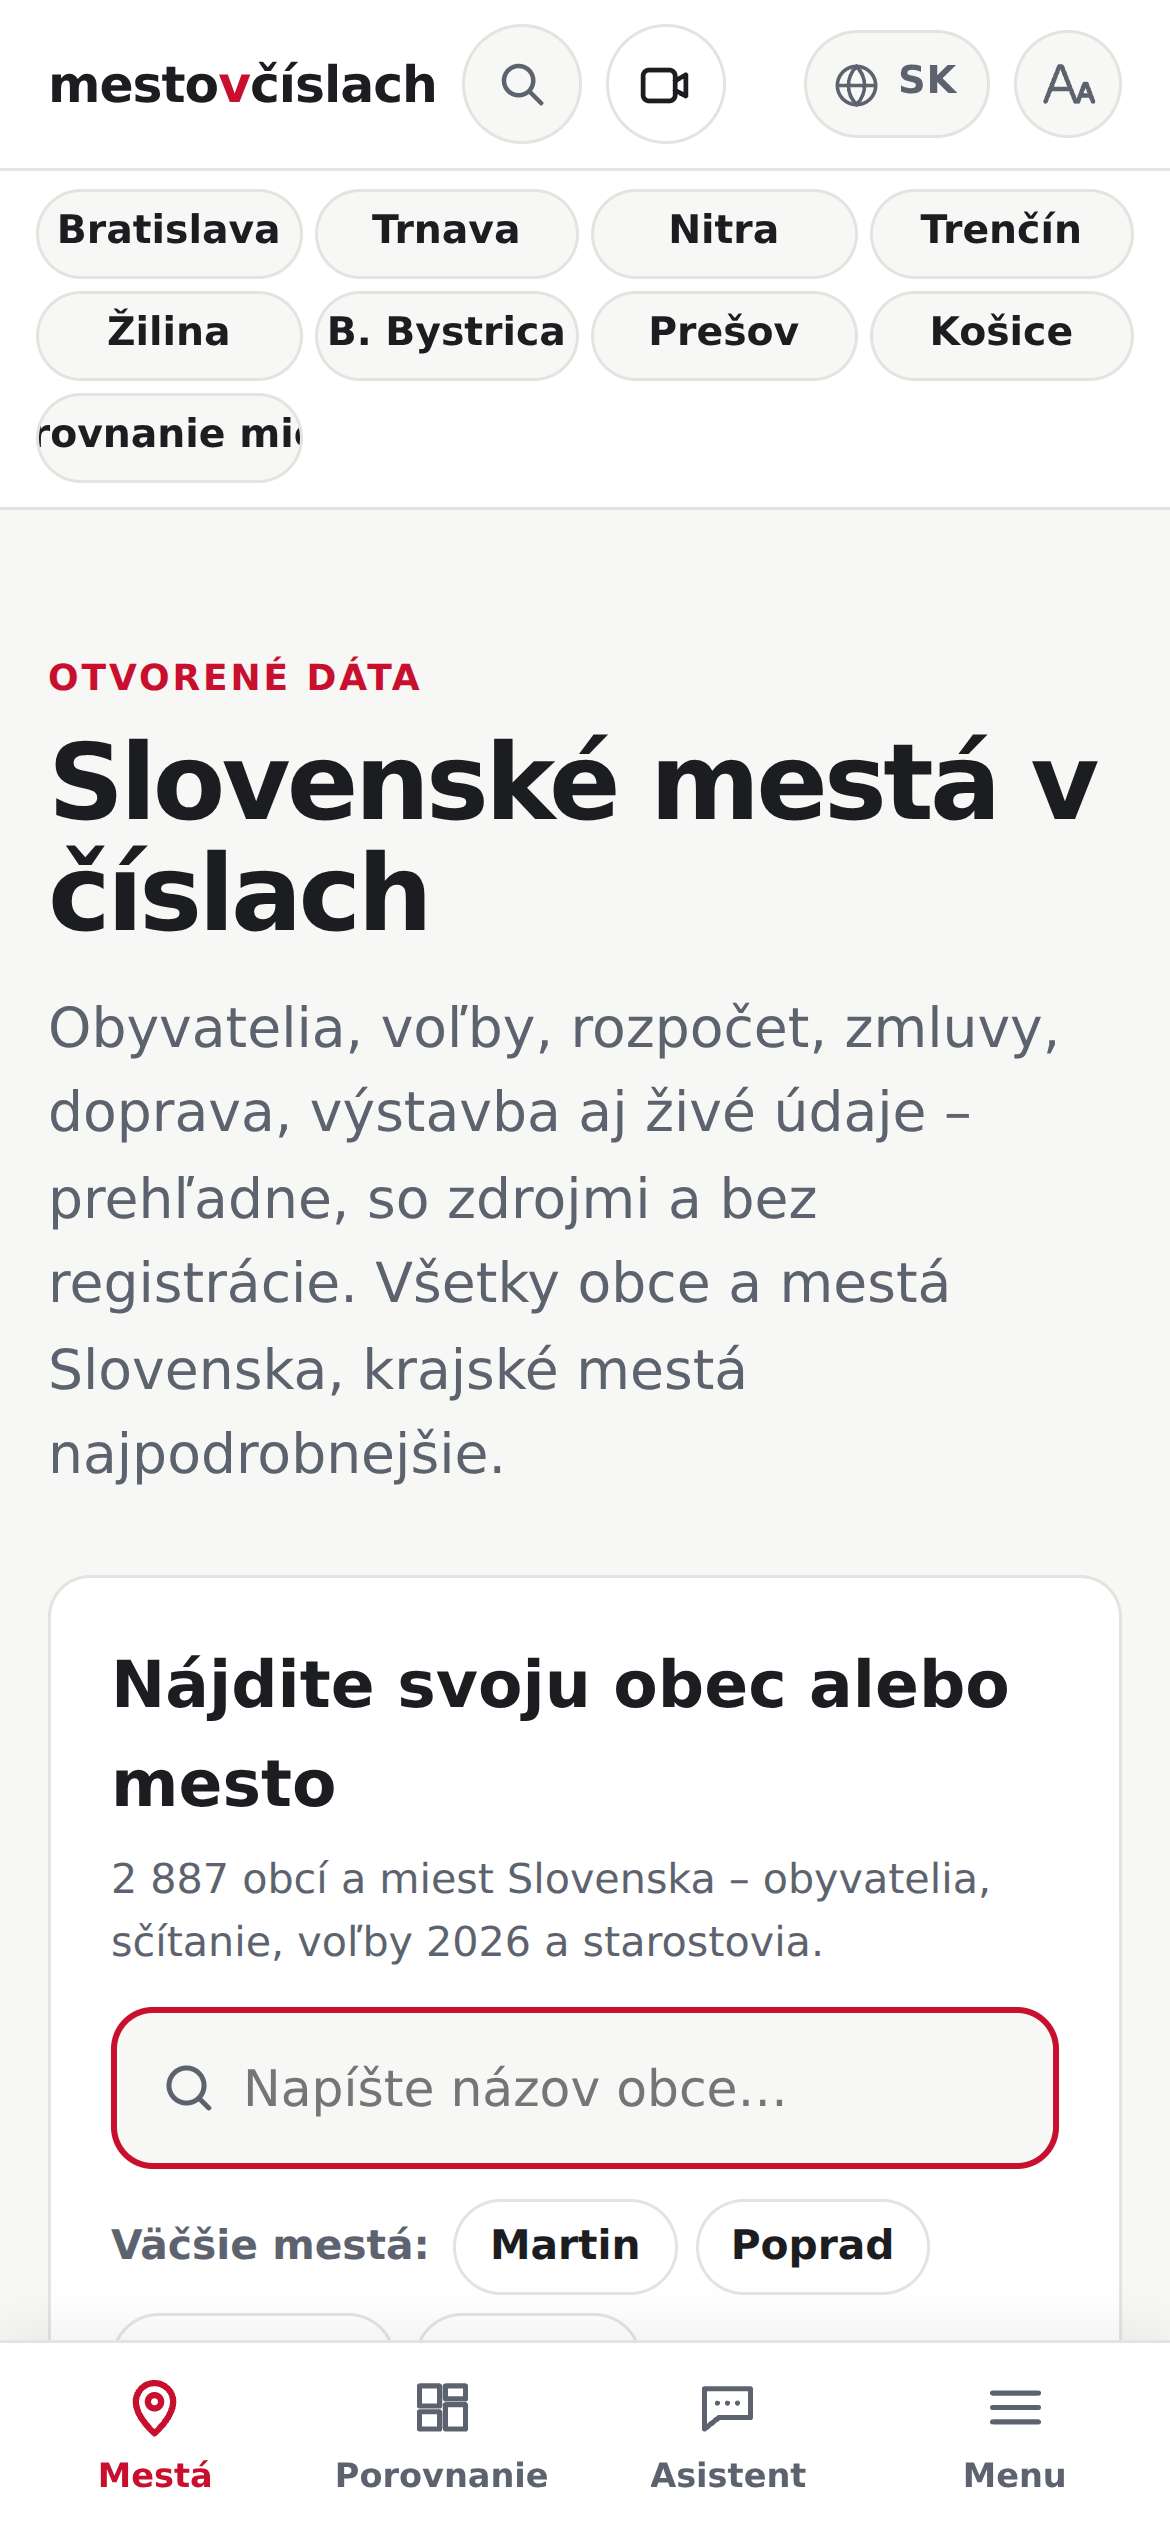 mestovčíslach
SK
Bratislava
Trnava
Nitra
Trenčín
Žilina
B. Bystrica
Prešov
Košice
rovnanie mie
OTVORENÉ DÁTA
Slovenské mestá v
číslach
Obyvatelia, voľby, rozpočet, zmluvy,
doprava, výstavba aj živé údaje –
prehľadne, so zdrojmi a bez
registrácie. Všetky obce a mestá
Slovenska, krajské mestá
najpodrobnejšie.
Nájdite svoju obec alebo
mesto
2 887 obcí a miest Slovenska – obyvatelia,
sčítanie, voľby 2026 a starostovia.
Napíšte názov obce…
Väčšie mestá:
Martin
Poprad
Mestá
Porovnanie
Asistent
Menu